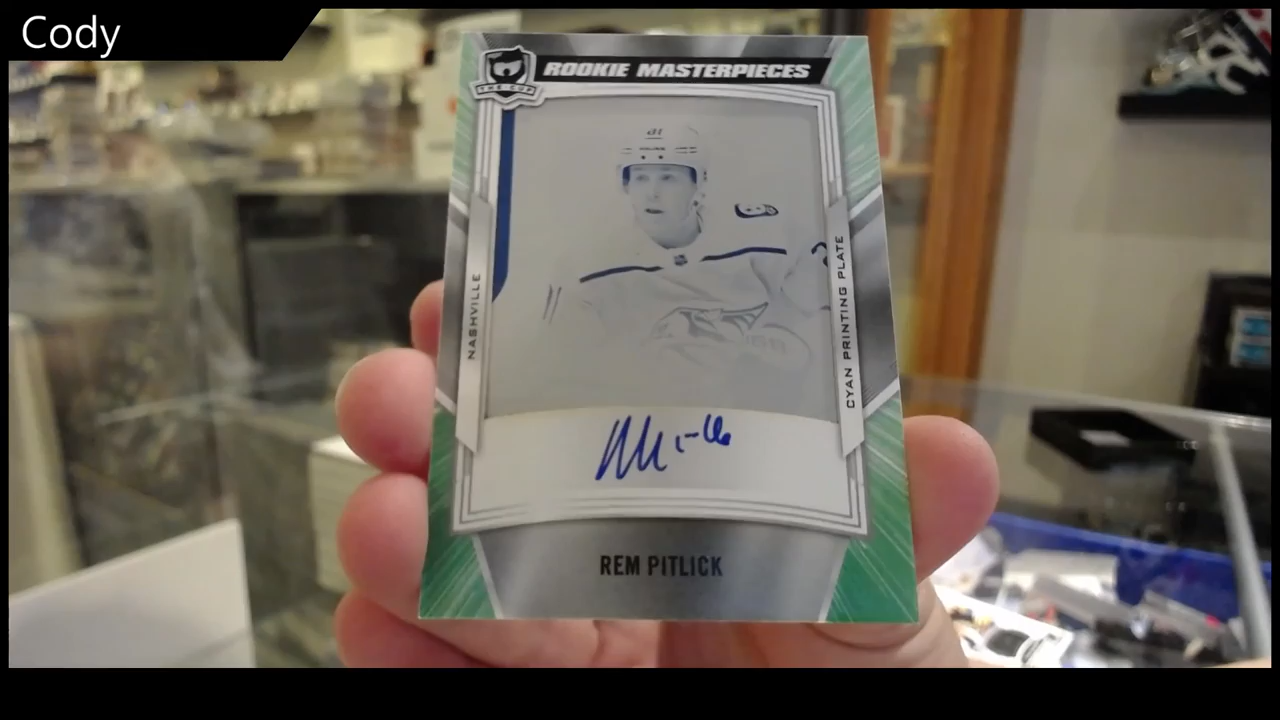 Cody
THE CUP
ROOKIE MASTERPIECES
NASHVILLE
CYAN PRINTING PLATE
REM PITLICK